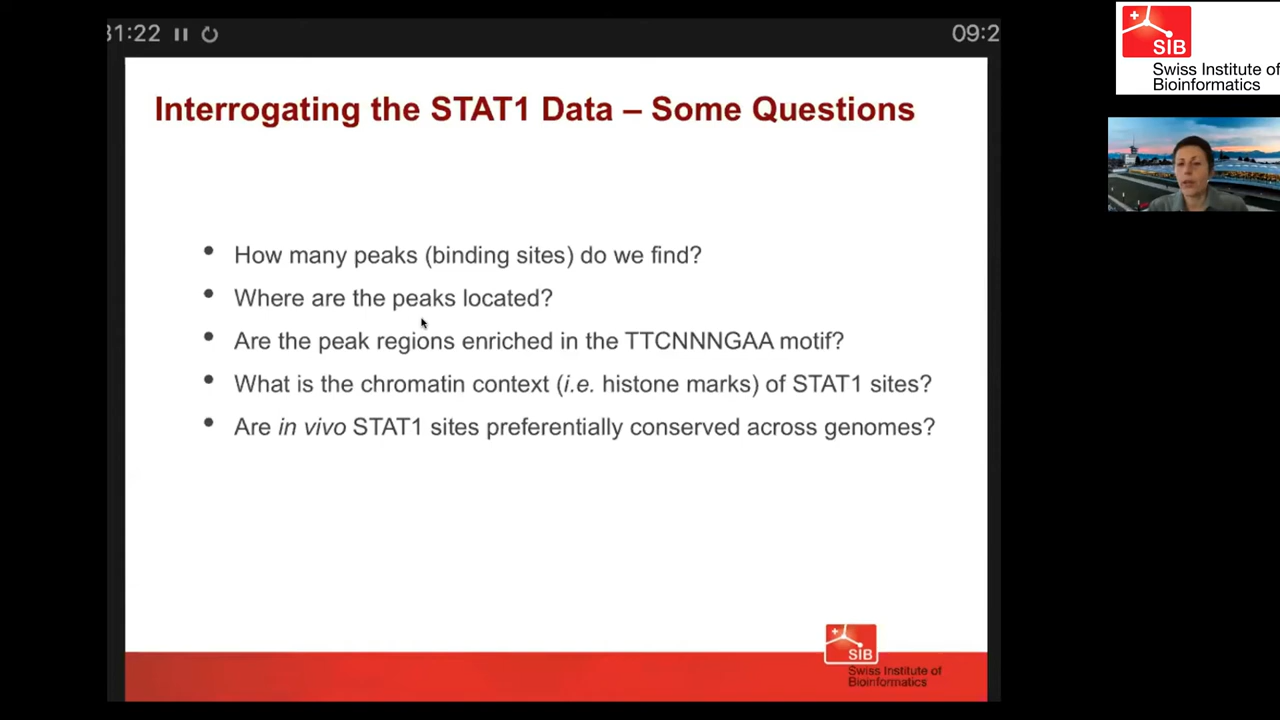 31:22
09:2
Interrogating the STAT1 Data – Some Questions
• How many peaks (binding sites) do we find?
• Where are the peaks located?
• Are the peak regions enriched in the TTCNNNGAA motif?
• What is the chromatin context (i.e. histone marks) of STAT1 sites?
• Are in vivo STAT1 sites preferentially conserved across genomes?
SIB
Swiss Institute of
Bioinformatics
SIB
Swiss Institute of
Bioinformatics